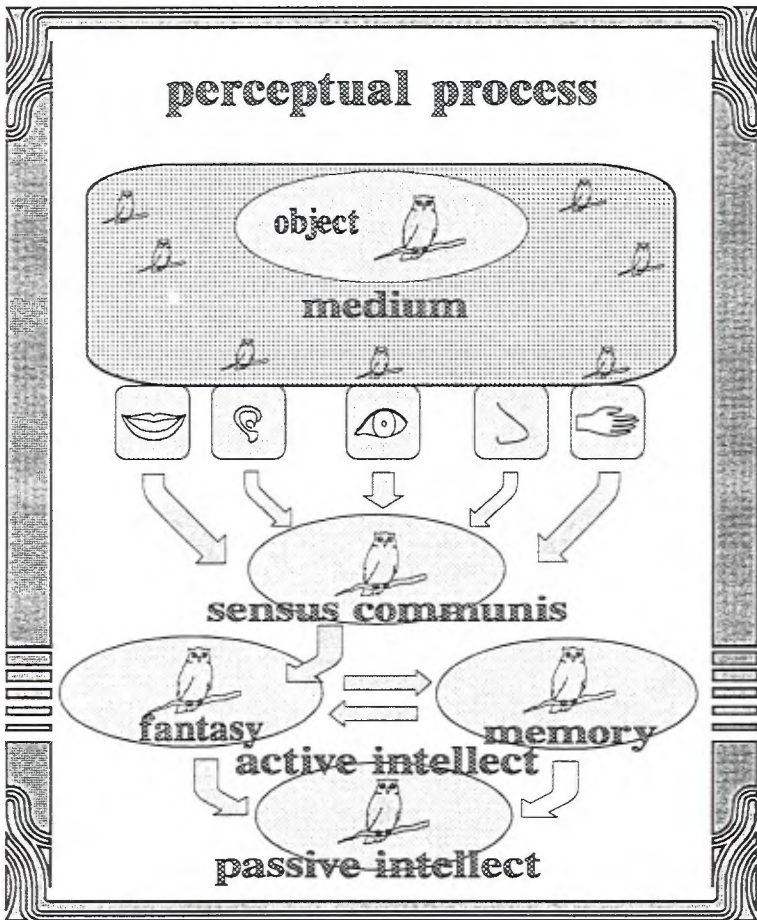 perceptual process
object
medium
sensus communis
fantasy
memory
active intellect
passive intellect